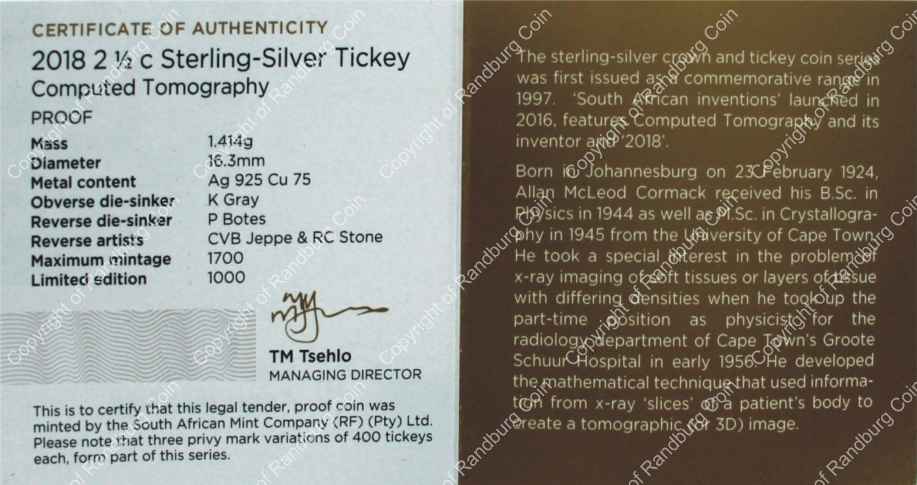 CERTIFICATE OF AUTHENTICITY
2018 2 ½ c Sterling-Silver Tickey
Computed Tomography
PROOF
Mass 1.414g
Diameter 16.3mm
Metal content Ag 925 Cu 75
Obverse die-sinker K Gray
Reverse die-sinker P Botes
Reverse artists CVB Jeppe & RC Stone
Maximum mintage 1700
Limited edition 1000
TM Tsehlo
MANAGING DIRECTOR
This is to certify that this legal tender, proof coin was
minted by the South African Mint Company (RF) (Pty) Ltd.
Please note that three privy mark variations of 400 tickeys
each, form part of this series.
The sterling-silver crown and tickey coin series
was first issued as a commemorative range in
1997. 'South African inventions' launched in
2016, features Computed Tomography and its
inventor and '2018'.
Born in Johannesburg on 23 February 1924,
Allan McLeod Cormack received his B.Sc. in
Physics in 1944 as well as M.Sc. in Crystallogra-
phy in 1945 from the University of Cape Town.
He took a special interest in the problem of
x-ray imaging of soft tissues or layers of tissue
with differing densities when he took up the
part-time position as physicist for the
radiology department of Cape Town's Groote
Schuur Hospital in early 1956. He developed
the mathematical technique that used informa-
tion from x-ray 'slices' of a patient's body to
create a tomographic (or 3D) image.
Copyright of Randburg Coin